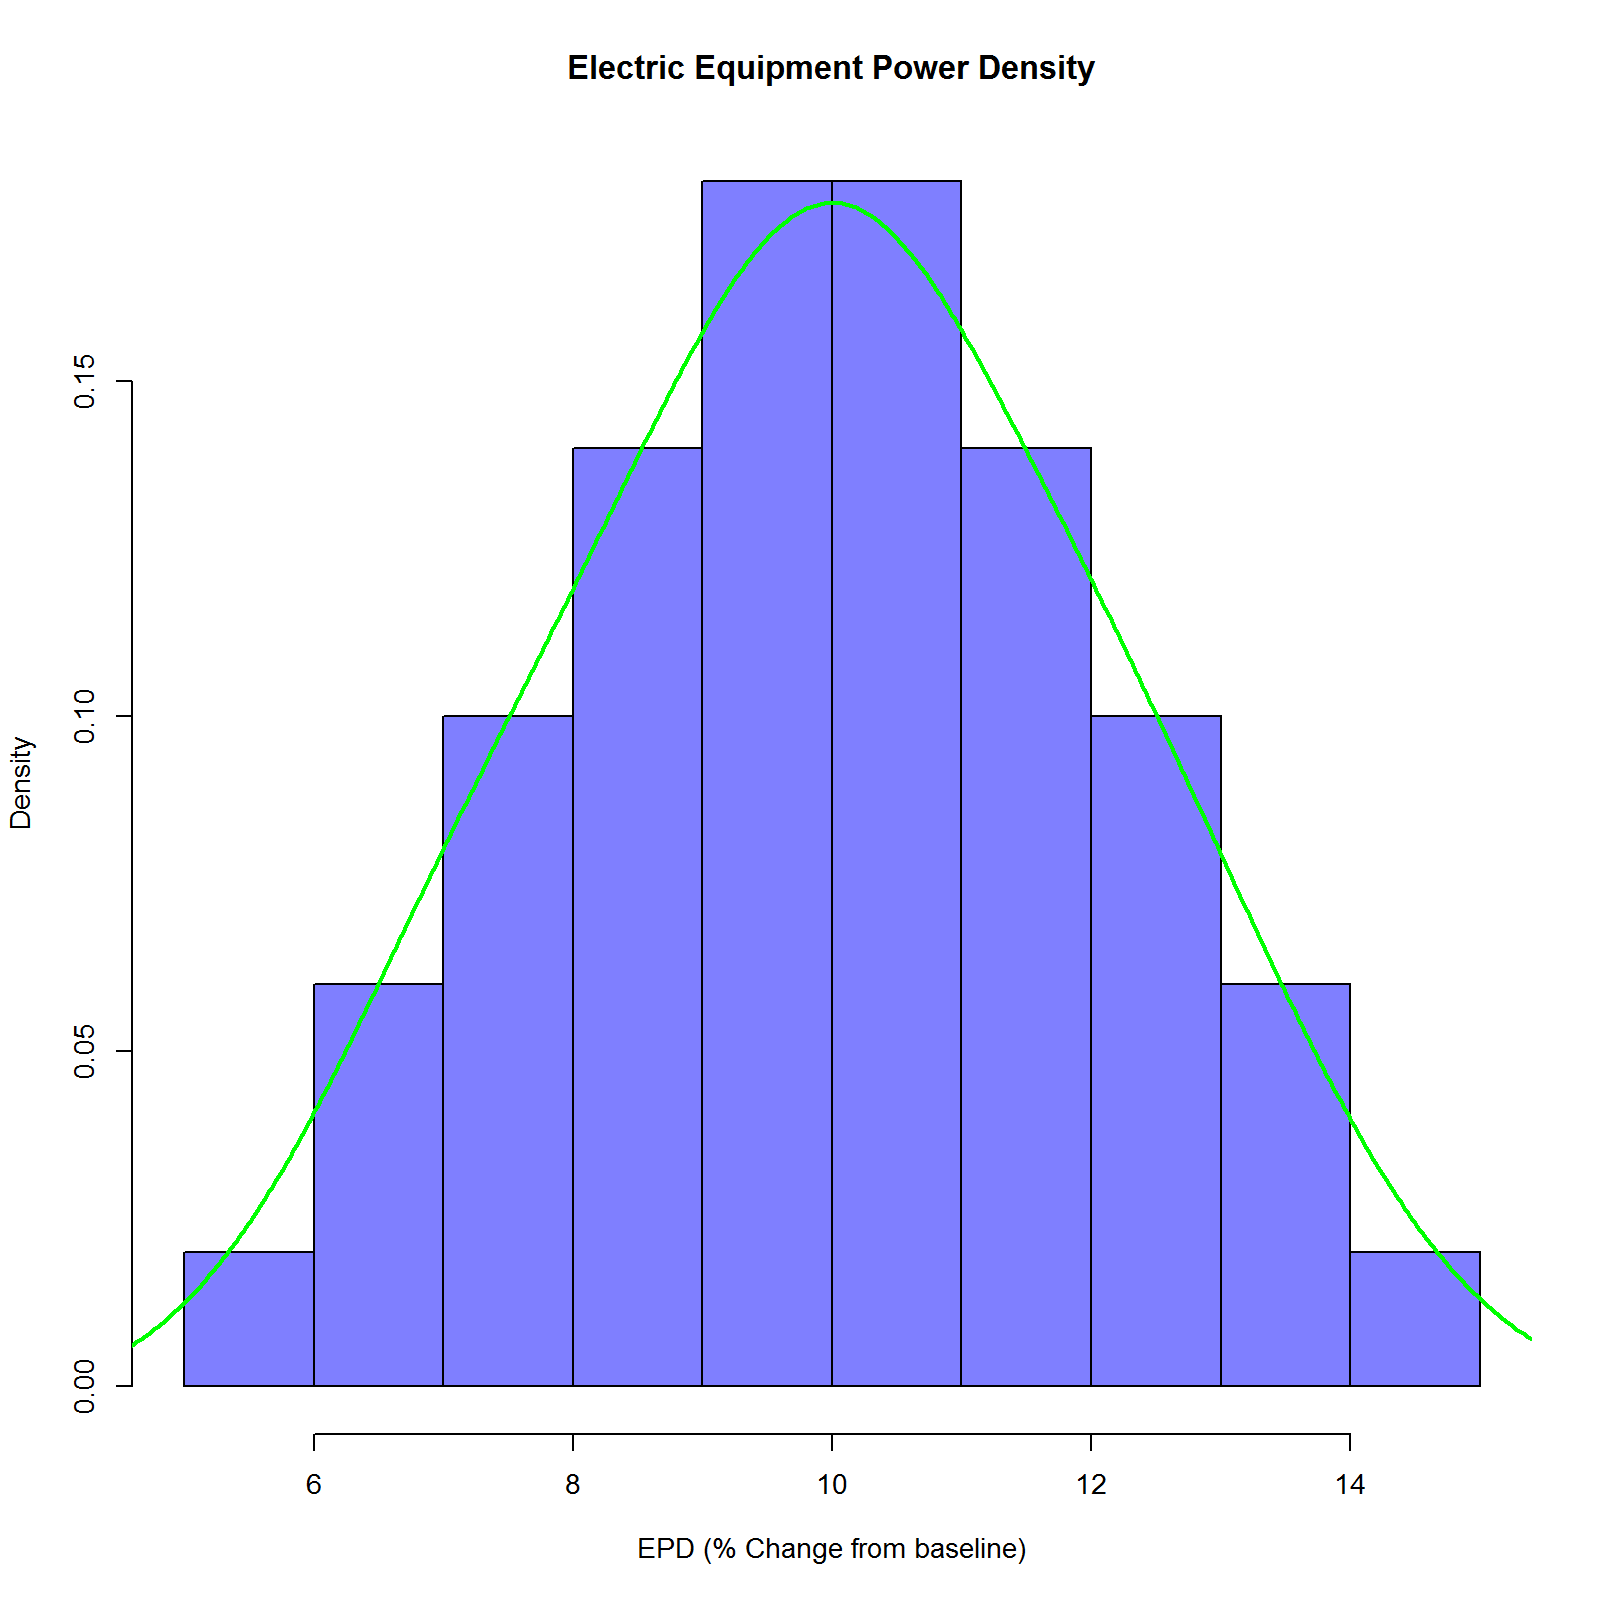 Electric Equipment Power Density
0.15
0.10
0.05
0.00
Density
6 8 10 12 14
EPD (% Change from baseline)